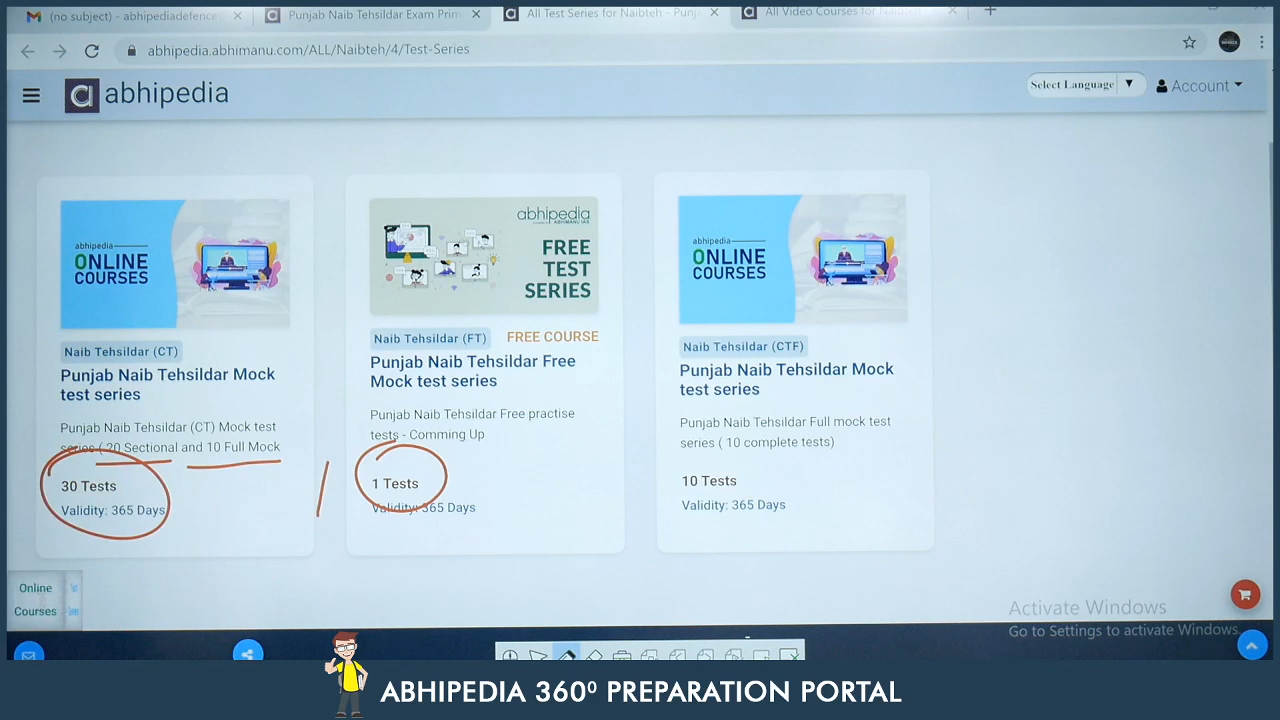 (no subject) - abhipediadefence
Punjab Naib Tehsildar Exam Prim
All Test Series for Naibteh - Punja
All Video Courses for Naibteh
abhipedia.abhimanu.com/ALL/Naibteh/4/Test-Series
abhipedia
Select Language ▼
Account
abhipedia
ONLINE
COURSES
Naib Tehsildar (CT)
Punjab Naib Tehsildar Mock
test series
Punjab Naib Tehsildar (CT) Mock test
series ( 20 Sectional and 10 Full Mock
30 Tests
Validity: 365 Days
abhipedia
ABHIMANU IAS
FREE
TEST
SERIES
Naib Tehsildar (FT) FREE COURSE
Punjab Naib Tehsildar Free
Mock test series
Punjab Naib Tehsildar Free practise
tests - Comming Up
1 Tests
Validity: 365 Days
abhipedia
ONLINE
COURSES
Naib Tehsildar (CTF)
Punjab Naib Tehsildar Mock
test series
Punjab Naib Tehsildar Full mock test
series ( 10 complete tests)
10 Tests
Validity: 365 Days
Online
Courses
Activate Windows
Go to Settings to activate Windows.
ABHIPEDIA 360⁰ PREPARATION PORTAL